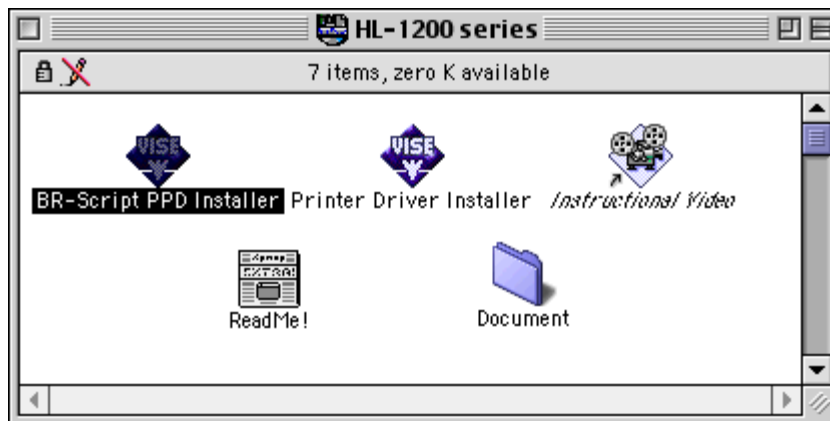 HL-1200 series
7 items, zero K available
VISE
VISE
BR-Script PPD Installer
Printer Driver Installer
Instructional Video
EXTRA!
ReadMe!
Document